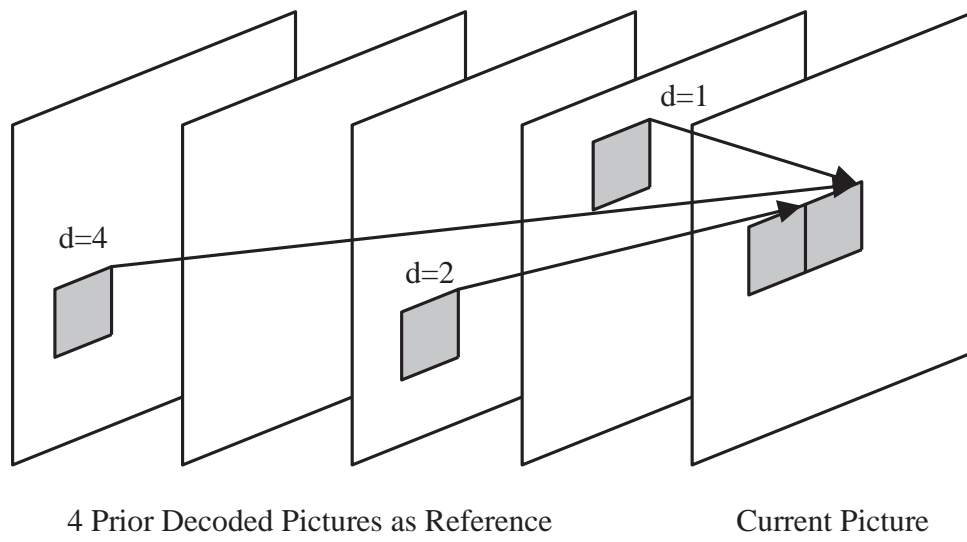 d=1
d=4
d=2
4 Prior Decoded Pictures as Reference
Current Picture